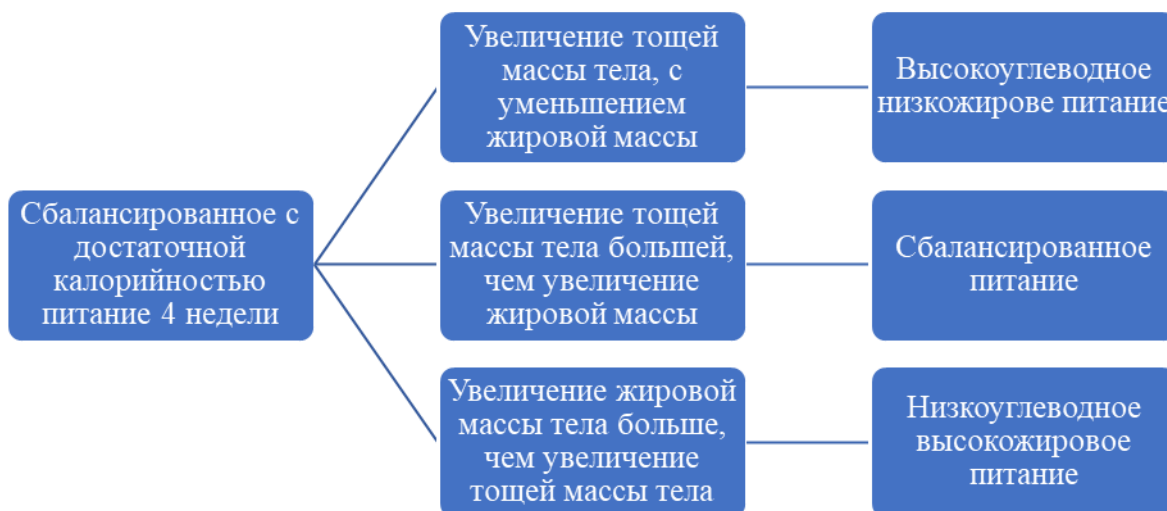 Сбалансированное с
достаточной
калорийностью
питание 4 недели
Увеличение тощей
массы тела, с
уменьшением
жировой массы
Высокоуглеводное
низкожирове питание
Увеличение тощей
массы тела большей,
чем увеличение
жировой массы
Сбалансированное
питание
Увеличение жировой
массы тела больше,
чем увеличение
тощей массы тела
Низкоуглеводное
высокожировое
питание